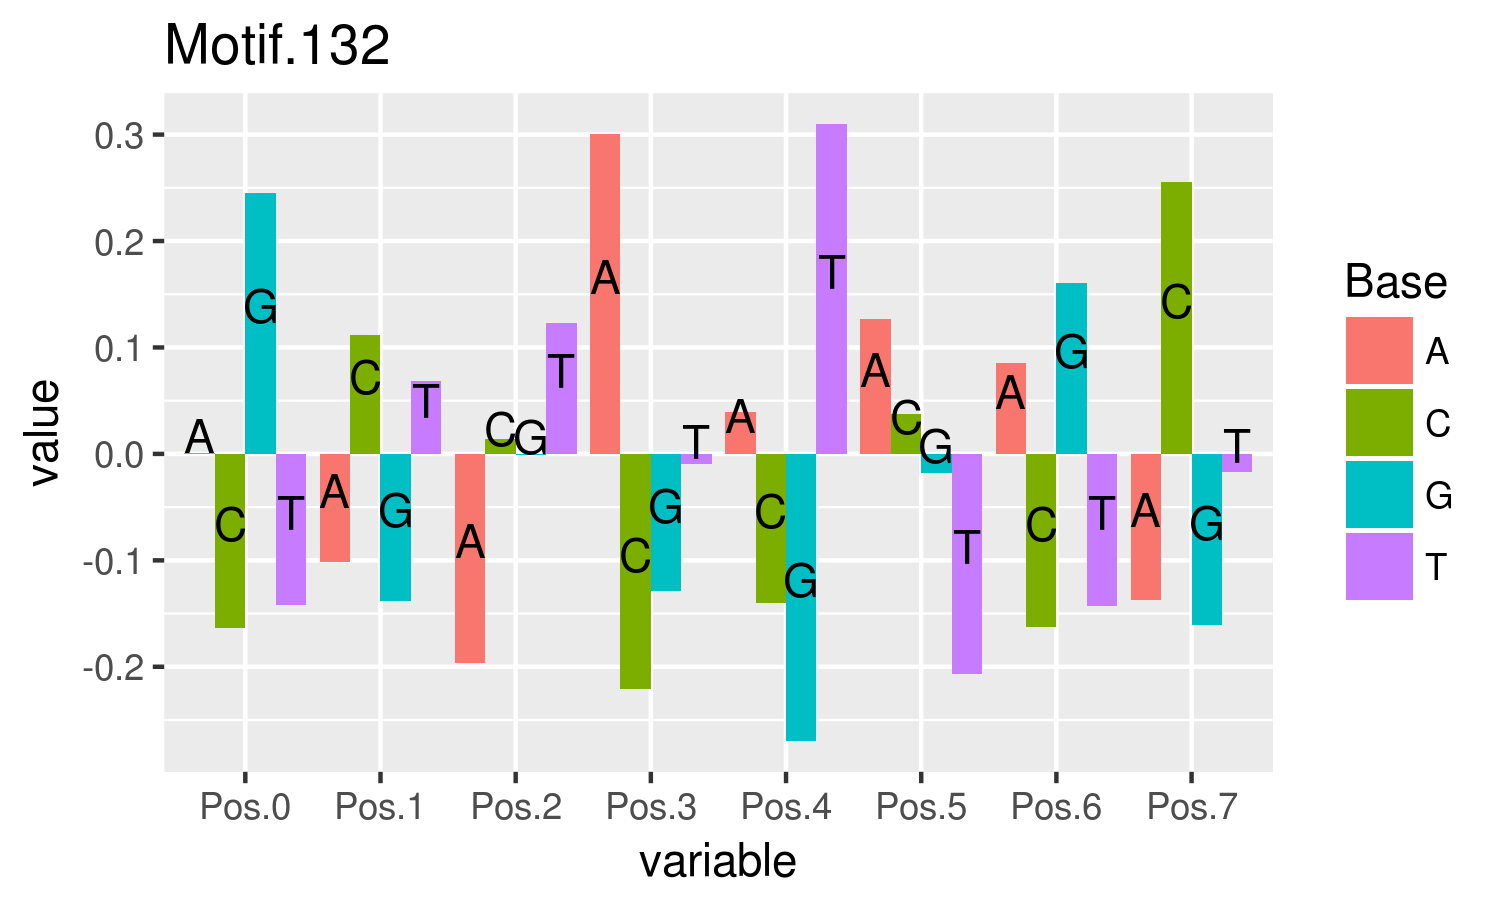 Motif.132
value
0.3
0.2
0.1
0.0
-0.1
-0.2
A C G T A C G T A C G T A C G T A C G T A C G T A C G T A C G T
Pos.0 Pos.1 Pos.2 Pos.3 Pos.4 Pos.5 Pos.6 Pos.7
variable
Base
A
C
G
T